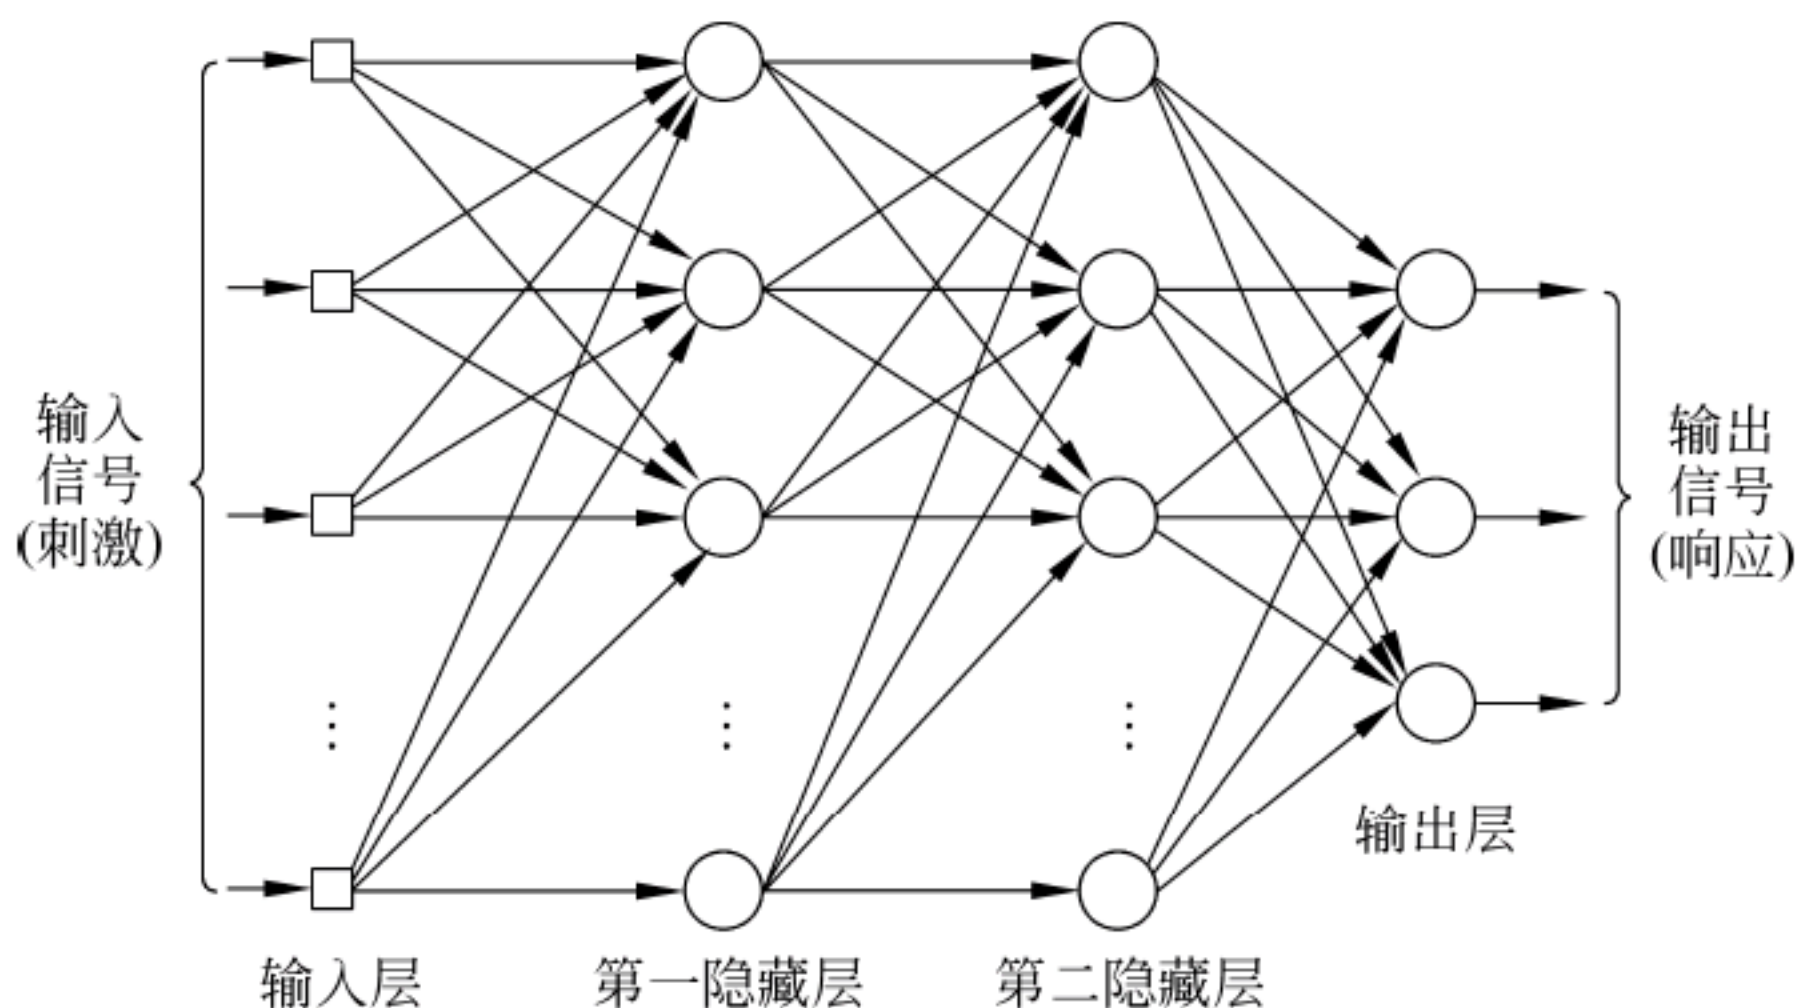 输入
信号
(刺激)
输出
信号
(响应)
输出层
输入层
第一隐藏层
第二隐藏层